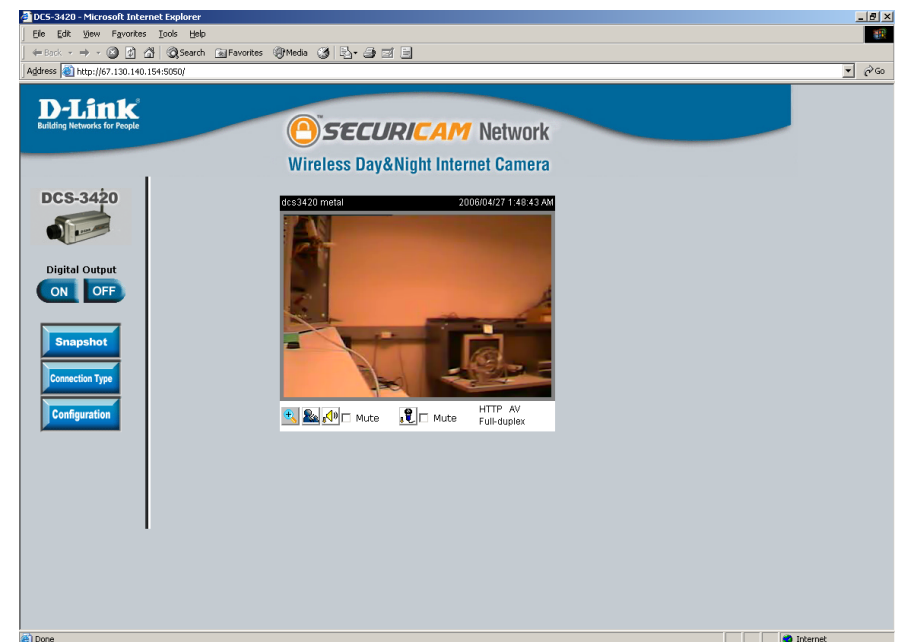 DCS-3420 - Microsoft Internet Explorer
File Edit View Favorites Tools Help
Back Search Favorites Media
Address http://67.130.140.154:5050/ Go
D-Link
Building Networks for People
SECURICAM Network
Wireless Day&Night Internet Camera
DCS-3420
dcs3420 metal 2006/04/27 1:48:43 AM
Digital Output
ON OFF
Snapshot
Connection Type
Configuration
Mute Mute HTTP AV
Full-duplex
Done Internet